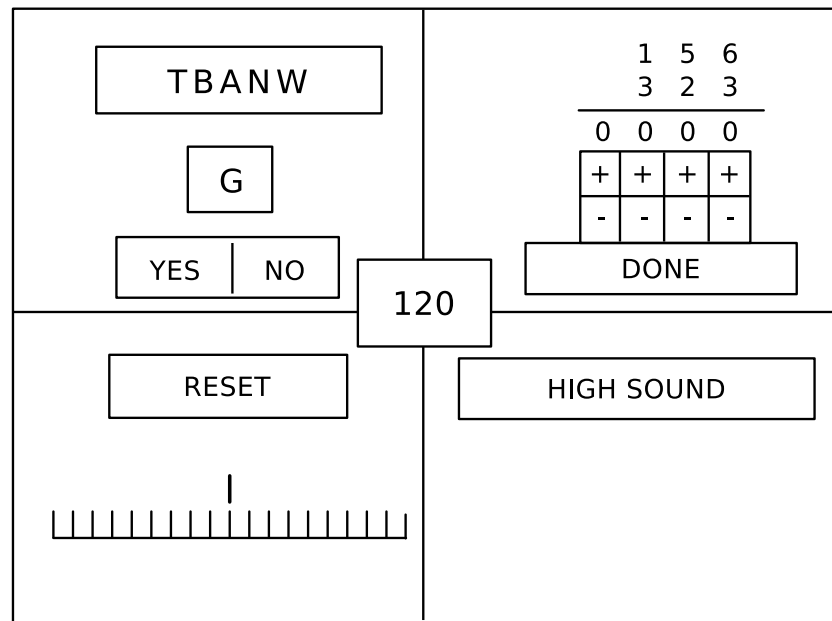 TBANW
G
YES NO
1 5 6
3 2 3
0 0 0 0
+ + + +
- - - -
DONE
120
RESET
HIGH SOUND